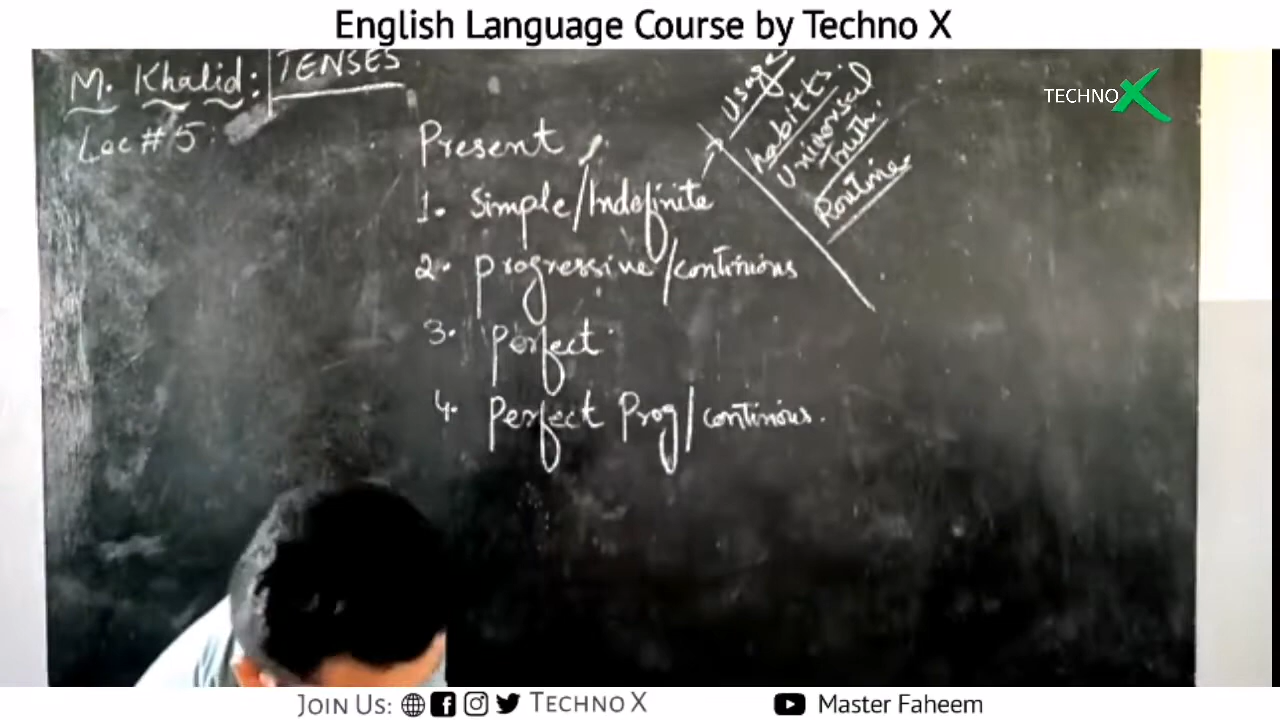 English Language Course by Techno X
M. Khalid: TENSES
Lec # 5:
TECHNO X
Present
1. Simple/Indefinite
2. Progressive/continious
3. Perfect
4. Perfect Prog/continious.
Usage
habitts.
Universal
Truth.
Routine
JOIN US: TECHNO X
Master Faheem